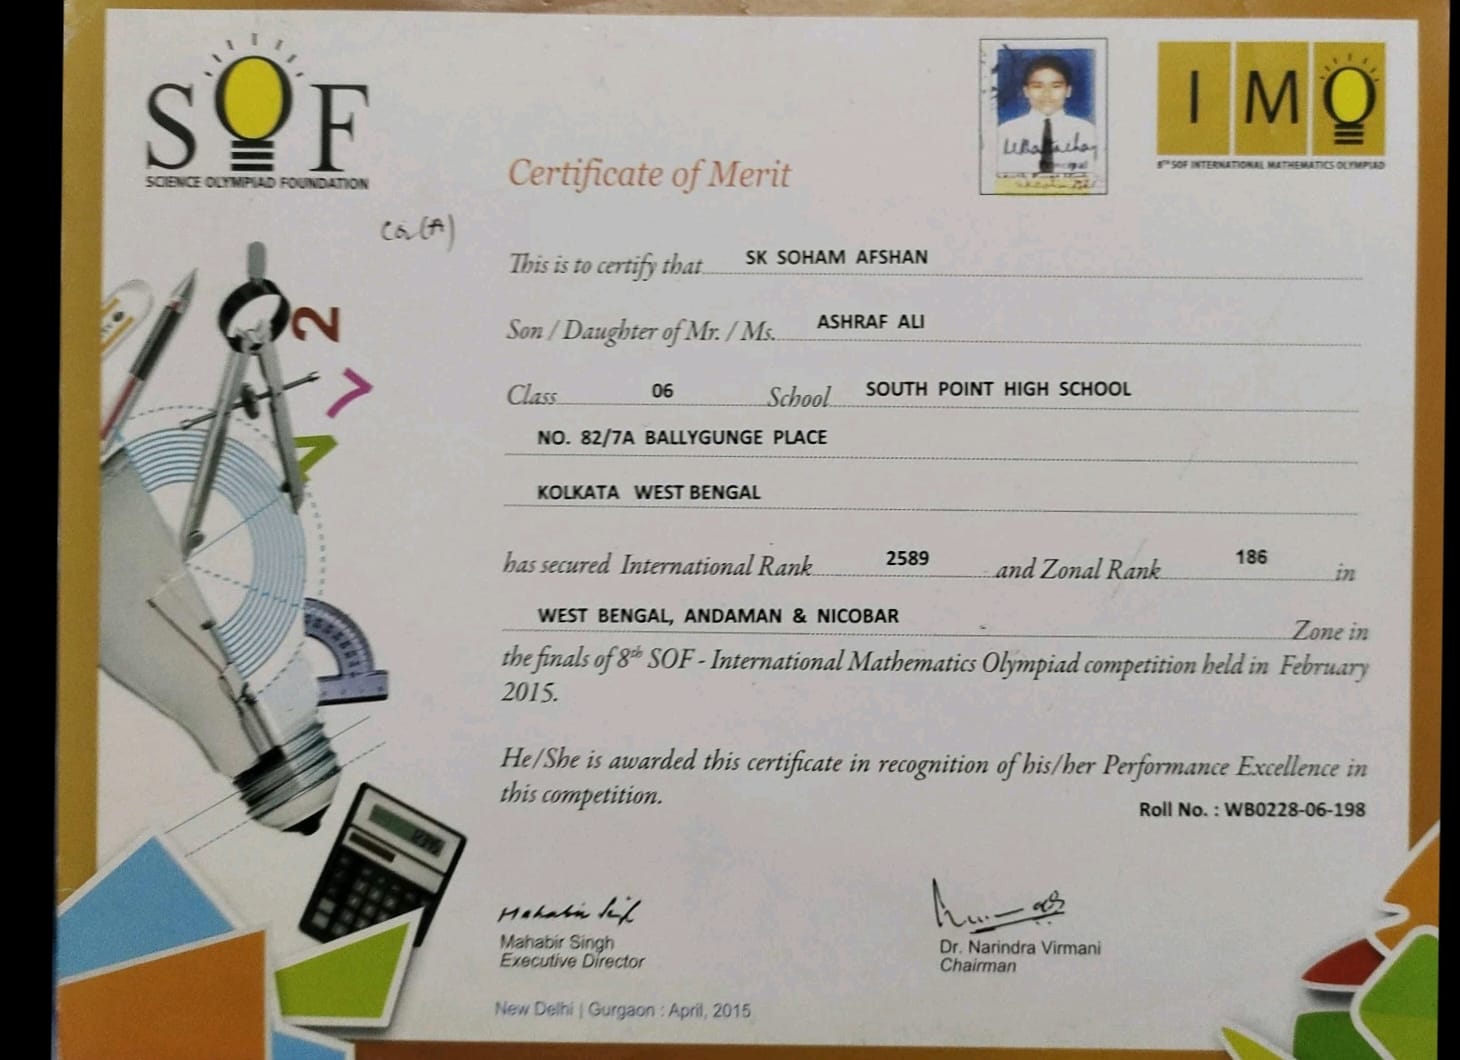 SOF
SCIENCE OLYMPIAD FOUNDATION
IMO
8TH SOF INTERNATIONAL MATHEMATICS OLYMPIAD
Certificate of Merit
This is to certify that SK SOHAM AFSHAN
Son / Daughter of Mr. / Ms. ASHRAF ALI
Class 06 School SOUTH POINT HIGH SCHOOL
NO. 82/7A BALLYGUNGE PLACE
KOLKATA WEST BENGAL
has secured International Rank 2589 and Zonal Rank 186 in
WEST BENGAL, ANDAMAN & NICOBAR Zone in
the finals of 8th SOF - International Mathematics Olympiad competition held in February
2015.
He/She is awarded this certificate in recognition of his/her Performance Excellence in
this competition.
Roll No. : WB0228-06-198
Mahabir Singh
Executive Director
Dr. Narindra Virmani
Chairman
New Delhi | Gurgaon : April, 2015
2
7